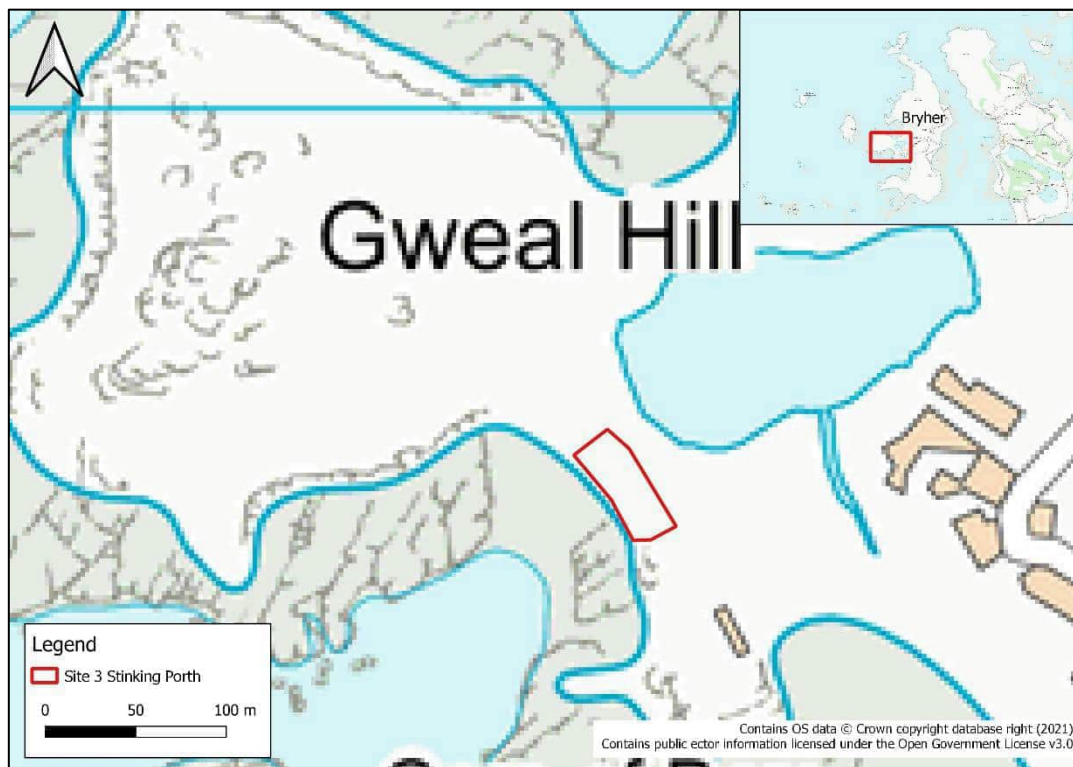 Bryher
Gweal Hill
Legend
Site 3 Stinking Porth
0 50 100 m
Contains OS data © Crown copyright database right (2021)
Contains public ector information licensed under the Open Government License v3.0